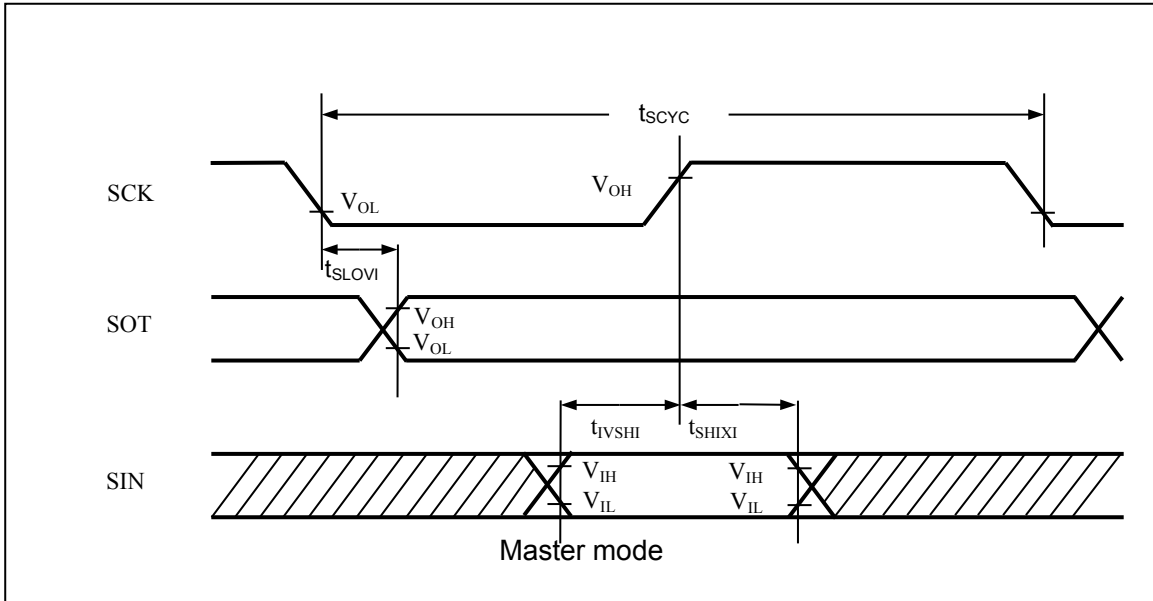 tSCYC
SCK
VOL
VOH
tSLOVI
SOT
VOH
VOL
tIVSHI
tSHIXI
SIN
VIH
VIH
VIL
VIL
Master mode